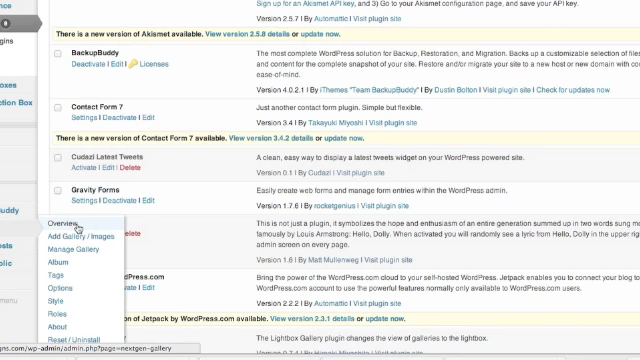 Sign up for an Akismet API key, and 3) Go to your Akismet configuration page, and save your API key.
Version 2.5.7 | By Automattic | Visit plugin site
There is a new version of Akismet available. View version 2.5.8 details or update now.
BackupBuddy
The most complete WordPress solution for Backup, Restoration, and Migration. Backs up a customizable selection of files
Deactivate | Edit | Licenses
and content for the complete snapshot of your site. Restore and/or migrate your site to a new host or new domain with
ease-of-mind.
Version 4.0.2.1 | By iThemes "Team BackupBuddy" | By Dustin Bolton | Visit plugin site | Check for updates now
Contact Form 7
Just another contact form plugin. Simple but flexible.
Settings | Deactivate | Edit
Version 3.4 | By Takayuki Miyoshi | Visit plugin site
There is a new version of Contact Form 7 available. View version 3.4.2 details or update now.
Cudazi Latest Tweets
A clean, easy way to display a latest tweets widget on your WordPress powered site.
Activate | Edit | Delete
Version 0.1 | By Cudazi | Visit plugin site
Gravity Forms
Easily create web forms and manage form entries within the WordPress admin.
Settings | Deactivate | Edit
Version 1.7.6 | By rocketgenius | Visit plugin site
This is not just a plugin, it symbolizes the hope and enthusiasm of an entire generation summed up in two words sung
famously by Louis Armstrong: Hello, Dolly. When activated you will randomly see a lyric from Hello, Dolly in the upper
Delete
admin screen on every page.
Version 1.6 | By Matt Mullenweg | Visit plugin site
Overview
Add Gallery / Images
Manage Gallery
Album
Tags
Options
Style
Roles
About
Reset / Uninstall
Press.com
Bring the power of the WordPress.com cloud to your self-hosted WordPress. Jetpack enables you to connect your blog to
Edit
to use the powerful features normally only available to WordPress.com users.
Version 2.2.2 | By Automattic | Visit plugin site
on of Jetpack by WordPress.com available. View version 2.3.1 details or update now.
The Lightbox Gallery plugin changes the view of galleries to the lightbox.
gns.com/wp-admin/admin.php?page=nextgen-gallery
ence
8
gins
oxes
ction Box
uddy
sts
olic
menu